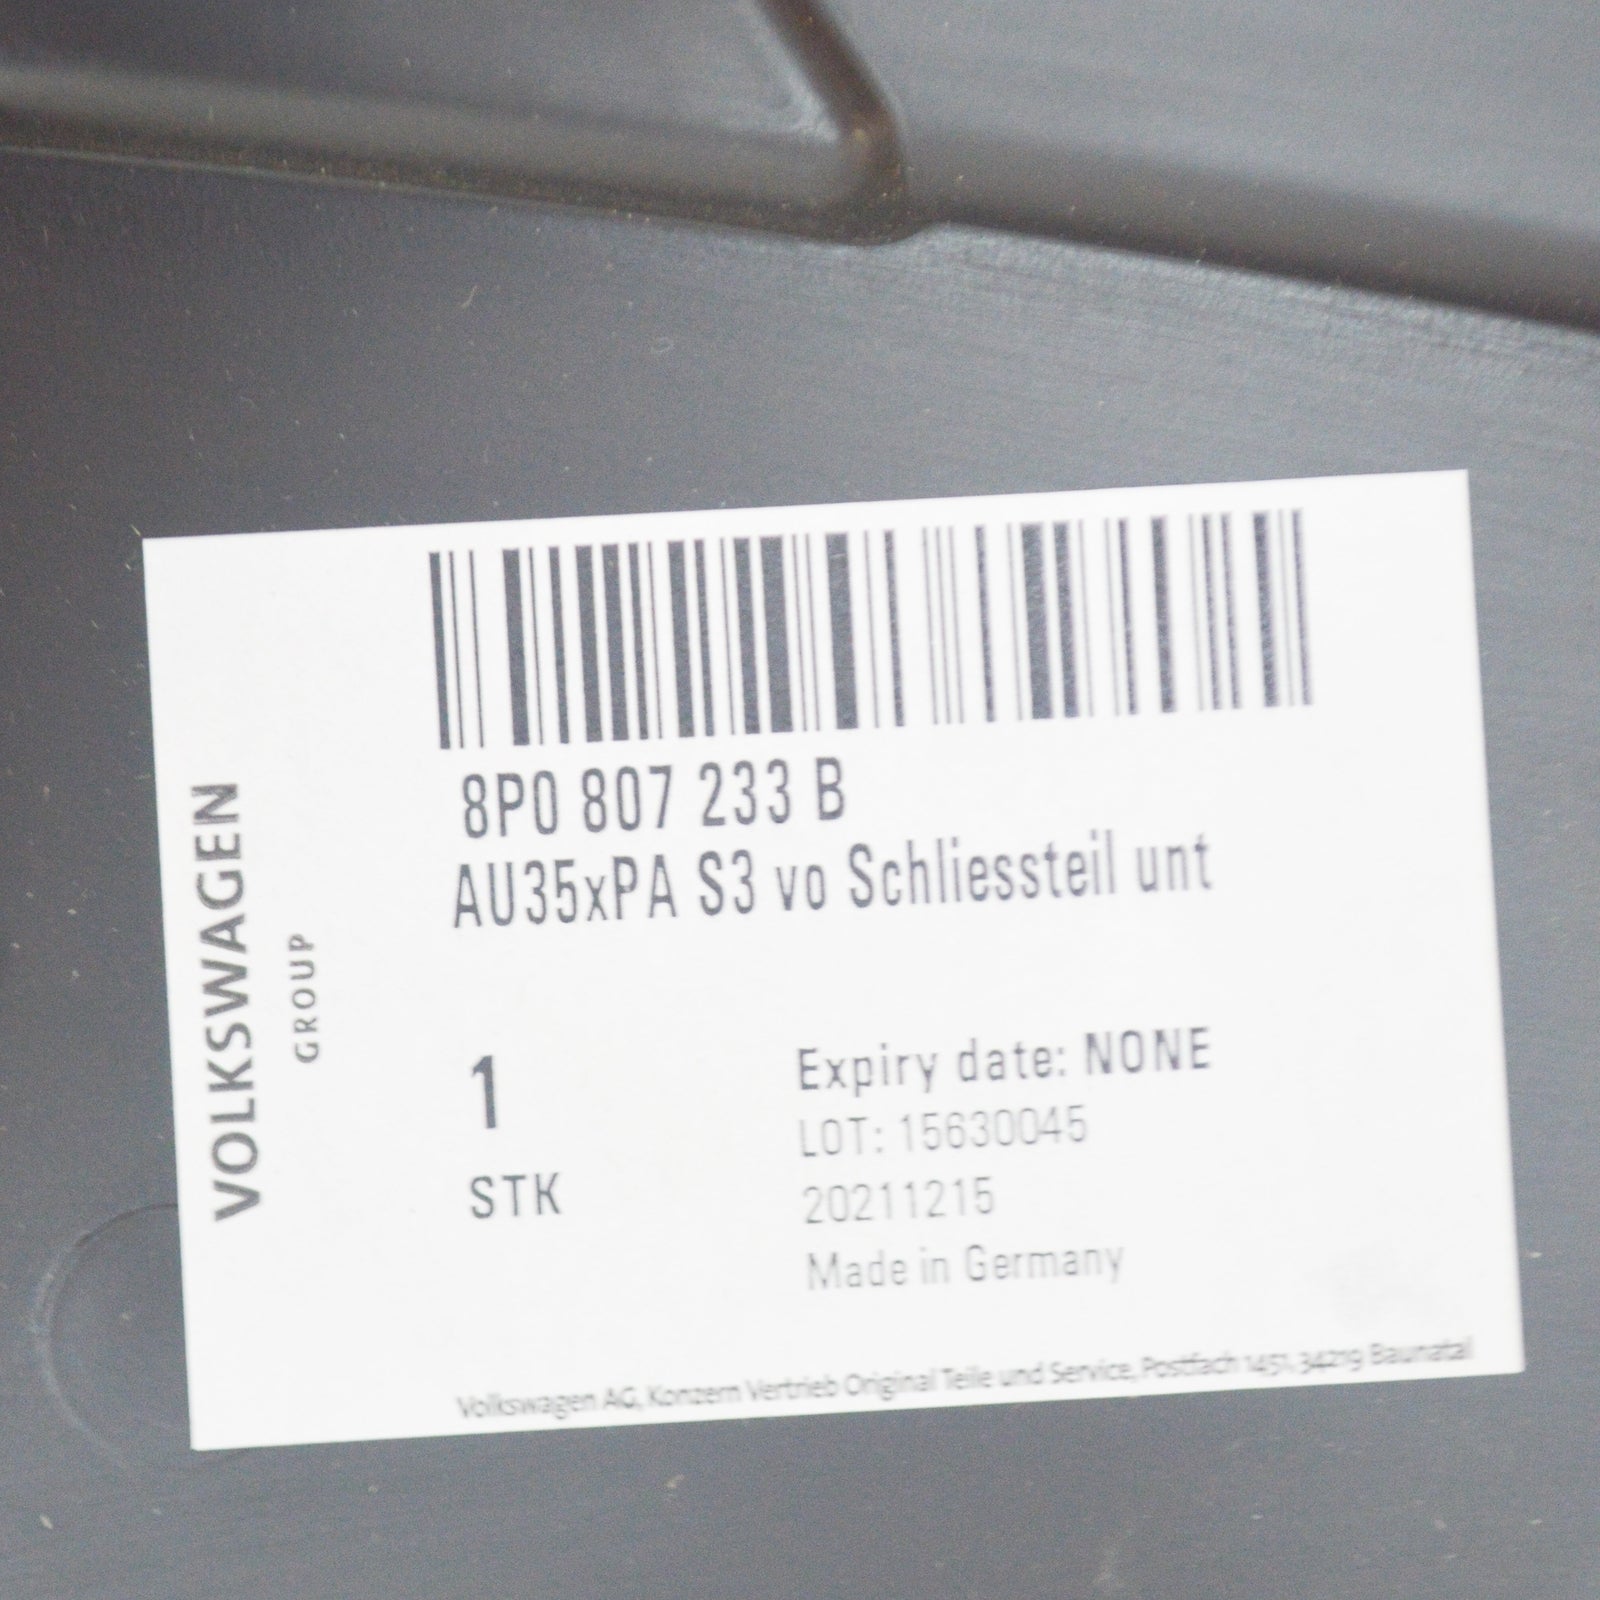 VOLKSWAGEN
GROUP
8P0 807 233 B
AU35xPA S3 vo Schliessteil unt
1
STK
Expiry date: NONE
LOT: 15630045
20211215
Made in Germany
Volkswagen AG, Konzern Vertrieb Original Teile und Service, Postfach 1451, 34219 Baunatal